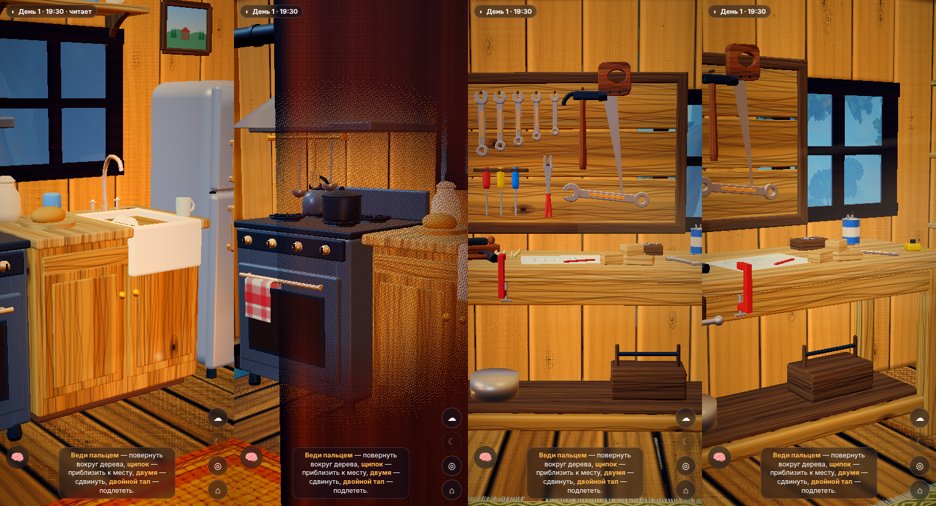 День 1 · 19:30 · читает
День 1 · 19:30
День 1 · 19:30
День 1 · 19:30
Веди пальцем — повернуть
вокруг дерева, щипок —
приблизить к месту, двумя —
сдвинуть, двойной тап —
подлететь.
Веди пальцем — повернуть
вокруг дерева, щипок —
приблизить к месту, двумя —
сдвинуть, двойной тап —
подлететь.
Веди пальцем — повернуть
вокруг дерева, щипок —
приблизить к месту, двумя —
сдвинуть, двойной тап —
подлететь.
Веди пальцем — повернуть
вокруг дерева, щипок —
приблизить к месту, двумя —
сдвинуть, двойной тап —
подлететь.